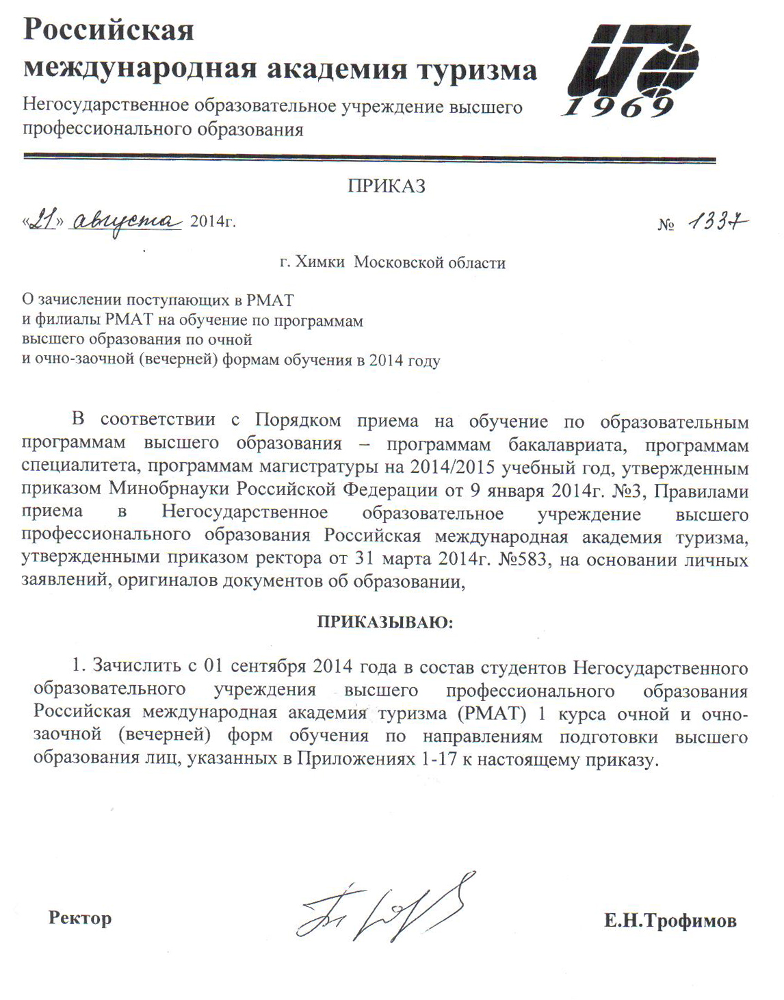 Российская
международная академия туризма
Негосударственное образовательное учреждение высшего
профессионального образования
1969
ПРИКАЗ
«21» августа 2014г.
№ 1337
г. Химки Московской области
О зачислении поступающих в РМАТ
и филиалы РМАТ на обучение по программам
высшего образования по очной
и очно-заочной (вечерней) формам обучения в 2014 году
В соответствии с Порядком приема на обучение по образовательным
программам высшего образования – программам бакалавриата, программам
специалитета, программам магистратуры на 2014/2015 учебный год, утвержденным
приказом Минобрнауки Российской Федерации от 9 января 2014г. №3, Правилами
приема в Негосударственное образовательное учреждение высшего
профессионального образования Российская международная академия туризма,
утвержденными приказом ректора от 31 марта 2014г. №583, на основании личных
заявлений, оригиналов документов об образовании,
ПРИКАЗЫВАЮ:
1. Зачислить с 01 сентября 2014 года в состав студентов Негосударственного
образовательного учреждения высшего профессионального образования
Российская международная академия туризма (РМАТ) 1 курса очной и очно-
заочной (вечерней) форм обучения по направлениям подготовки высшего
образования лиц, указанных в Приложениях 1-17 к настоящему приказу.
Ректор
Е.Н.Трофимов